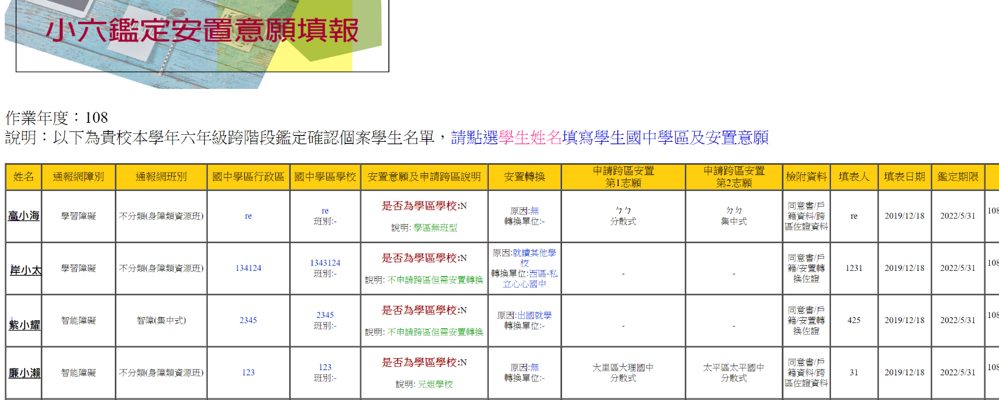 小六鑑定安置意願填報
作業年度：108
說明：以下為貴校本學年六年級跨階段鑑定確認個案學生名單，請點選學生姓名填寫學生國中學區及安置意願
姓名 通報網障別 通報網班別 國中學區行政區 國中學區學校 安置意願及申請跨區說明 安置轉換 申請跨區安置 第1志願 申請跨區安置 第2志願 檢附資料 填表人 填表日期 鑑定期限
高小海 學習障礙 不分類(身障類資源班) re re 班別:- 是否為學區學校:N 說明: 學區無班型 原因:無 轉換單位:- ㄅㄅ 分散式 ㄉㄉ 集中式 同意書/戶籍資料/跨區佐證資料 re 2019/12/18 2022/5/31 108
岸小太 學習障礙 不分類(身障類資源班) 134124 1343124 班別:- 是否為學區學校:N 說明: 不申請跨區但需安置轉換 原因:就讀其他學校 轉換單位:西區-私立心心國中 - - 同意書/戶籍/安置轉換佐證 1231 2019/12/18 2022/5/31 108
紫小耀 智能障礙 智障(集中式) 2345 2345 班別:- 是否為學區學校:N 說明: 不申請跨區但需安置轉換 原因:出國就學 轉換單位:- - - 同意書/戶籍/安置轉換佐證 425 2019/12/18 2022/5/31 108
廉小瀨 智能障礙 不分類(身障類資源班) 123 123 班別:- 是否為學區學校:N 說明: 兄姐學校 原因:無 轉換單位:- 大里區大理國中 分散式 太平區太平國中 分散式 同意書/戶籍資料/跨區佐證資料 31 2019/12/18 2022/5/31 108